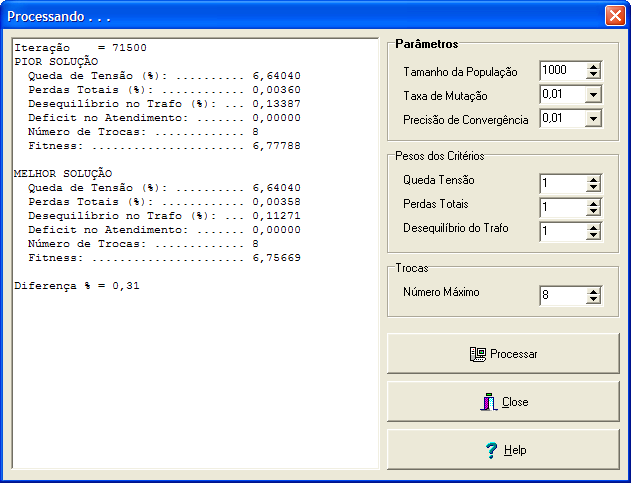 Processando . . .
Iteração    = 71500
PIOR SOLUÇÃO
  Queda de Tensão (%): .......... 6,64040
  Perdas Totais (%): ............ 0,00360
  Desequilíbrio no Trafo (%): ... 0,13387
  Deficit no Atendimento: ....... 0,00000
  Número de Trocas: ............. 8
  Fitness: ...................... 6,77788
MELHOR SOLUÇÃO
  Queda de Tensão (%): .......... 6,64040
  Perdas Totais (%): ............ 0,00358
  Desequilíbrio no Trafo (%): ... 0,11271
  Deficit no Atendimento: ....... 0,00000
  Número de Trocas: ............. 8
  Fitness: ...................... 6,75669
Diferença % = 0,31
Parâmetros
Tamanho da População 1000
Taxa de Mutação 0,01
Precisão de Convergência 0,01
Pesos dos Critérios
Queda Tensão 1
Perdas Totais 1
Desequilíbrio do Trafo 1
Trocas
Número Máximo 8
Processar
Close
? Help